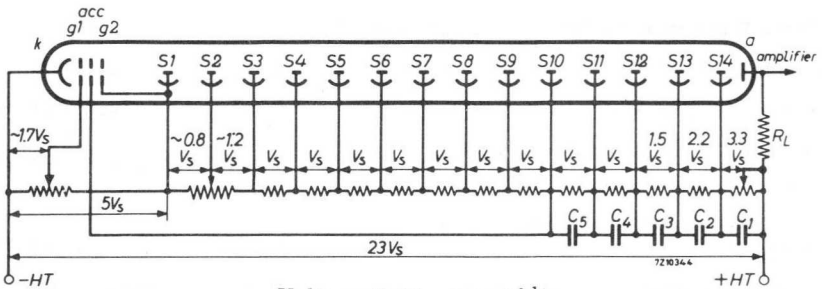 acc
g1 g2
k
S1 S2 S3 S4 S5 S6 S7 S8 S9 S10 S11 S12 S13 S14
a
amplifier
~1.7Vs
~0.8 Vs
~1.2 Vs
Vs Vs Vs Vs Vs Vs Vs Vs Vs
1.5 Vs
2.2 Vs
3.3 Vs
RL
5Vs
C5 C4 C3 C2 C1
23Vs
7Z10344
-HT
+HT